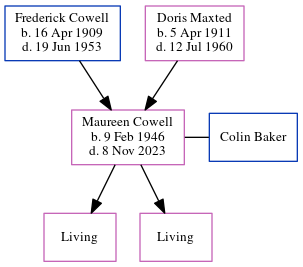 Frederick Cowell
b. 16 Apr 1909
d. 19 Jun 1953
Doris Maxted
b. 5 Apr 1911
d. 12 Jul 1960
Maureen Cowell
b. 9 Feb 1946
d. 8 Nov 2023
Colin Baker
Living
Living